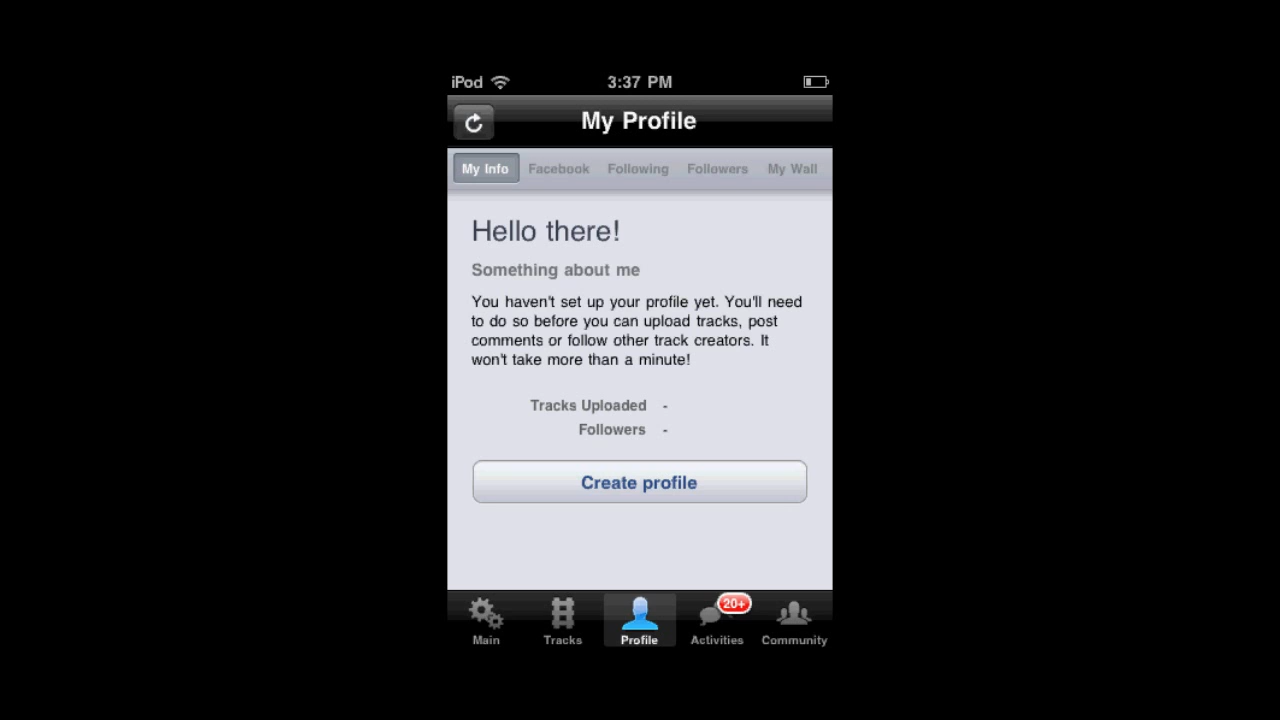 iPod 3:37 PM
My Profile
My Info Facebook Following Followers My Wall
Hello there!
Something about me
You haven't set up your profile yet. You'll need
to do so before you can upload tracks, post
comments or follow other track creators. It
won't take more than a minute!
Tracks Uploaded -
Followers -
Create profile
20+
Main Tracks Profile Activities Community